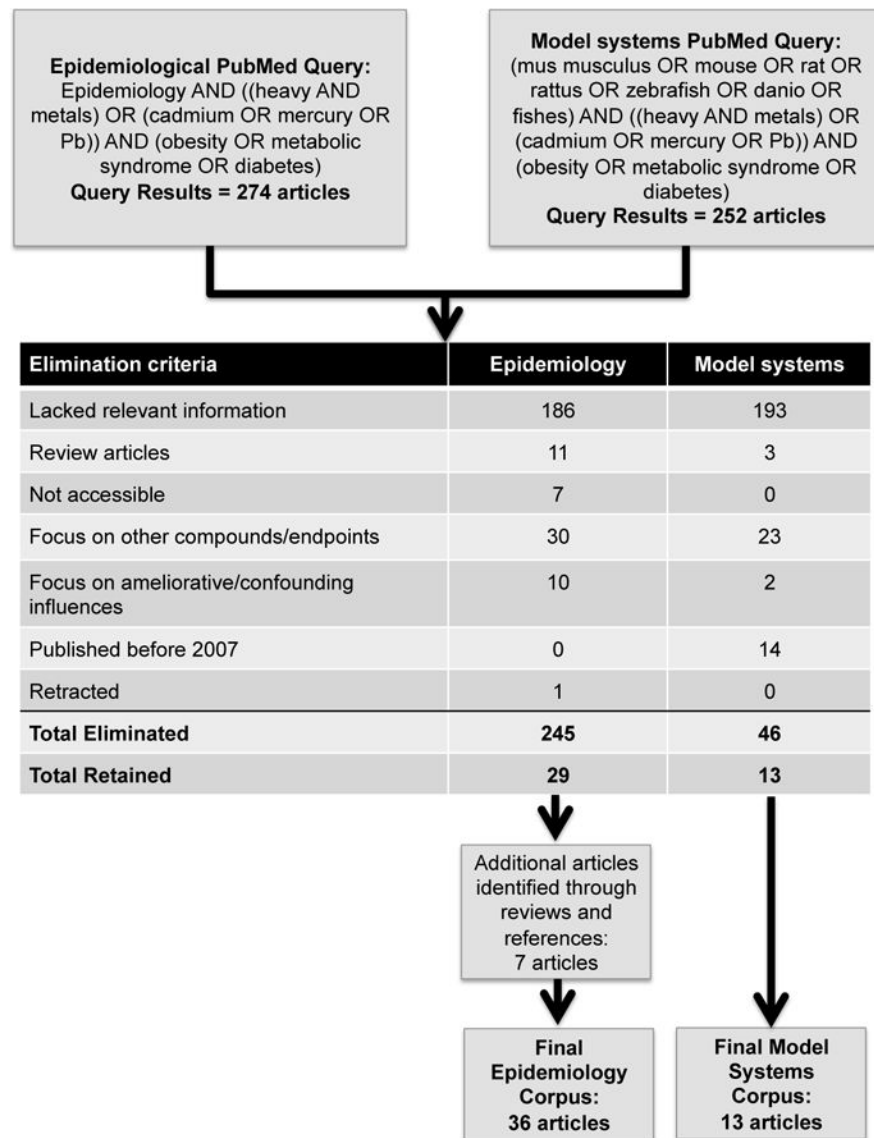 Epidemiological PubMed Query:
Epidemiology AND ((heavy AND
metals) OR (cadmium OR mercury OR
Pb)) AND (obesity OR metabolic
syndrome OR diabetes)
Query Results = 274 articles
Model systems PubMed Query:
(mus musculus OR mouse OR rat OR
rattus OR zebrafish OR danio OR
fishes) AND ((heavy AND metals) OR
(cadmium OR mercury OR Pb)) AND
(obesity OR metabolic syndrome OR
diabetes)
Query Results = 252 articles
Elimination criteria Epidemiology Model systems
Lacked relevant information 186 193
Review articles 11 3
Not accessible 7 0
Focus on other compounds/endpoints 30 23
Focus on ameliorative/confounding
influences 10 2
Published before 2007 0 14
Retracted 1 0
Total Eliminated 245 46
Total Retained 29 13
Additional articles
identified through
reviews and
references:
7 articles
Final
Epidemiology
Corpus:
36 articles
Final Model
Systems
Corpus:
13 articles